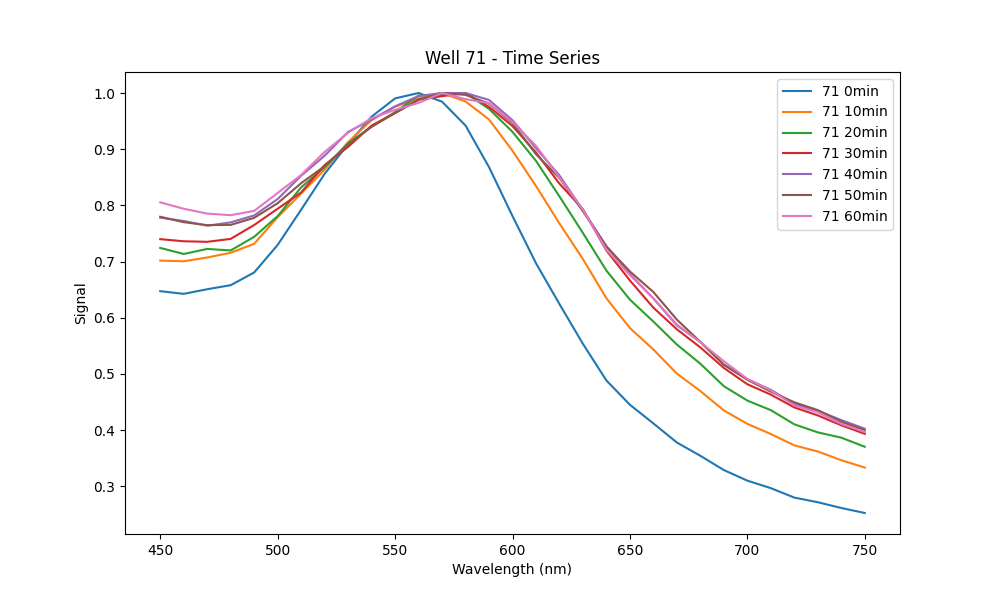 Well 71 - Time Series
Signal
1.0
0.9
0.8
0.7
0.6
0.5
0.4
0.3
71 0min
71 10min
71 20min
71 30min
71 40min
71 50min
71 60min
450 500 550 600 650 700 750
Wavelength (nm)